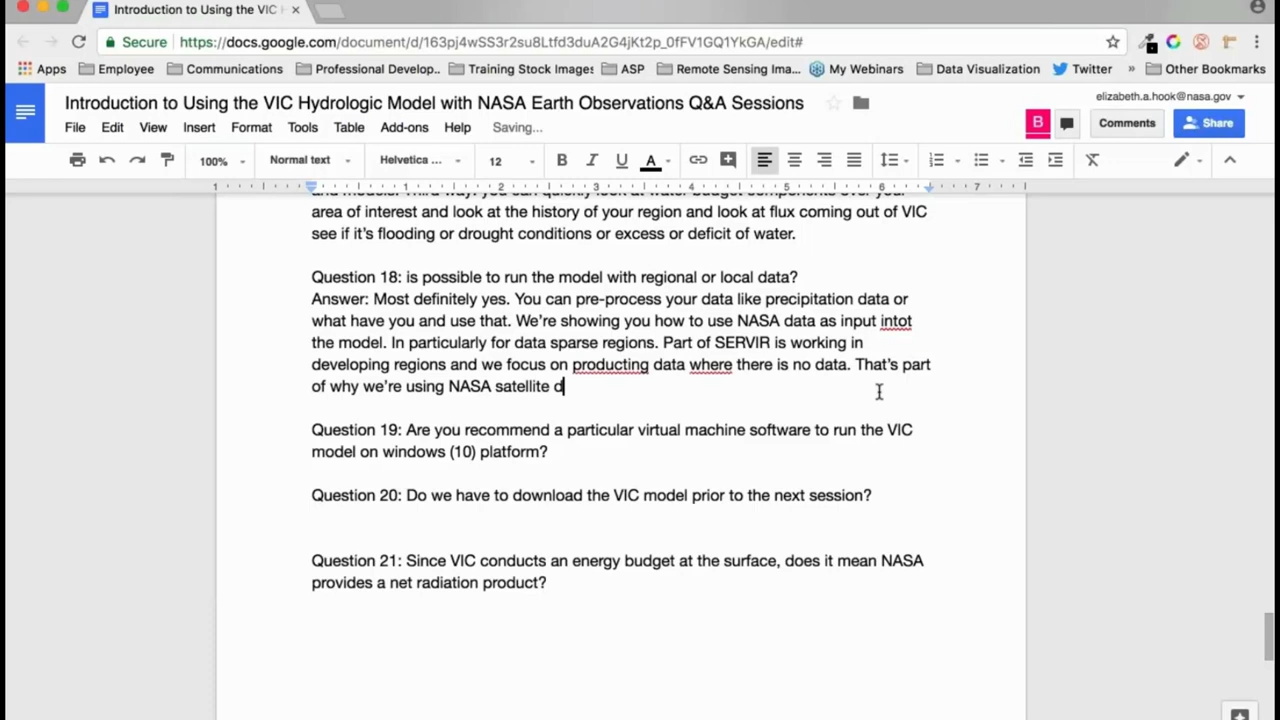 Introduction to Using the VIC
Secure https://docs.google.com/document/d/163pj4wSS3r2su8Ltfd3duA2G4jKt2p_0fFV1GQ1YkGA/edit#
Apps Employee Communications Professional Develop.. Training Stock Images ASP Remote Sensing Ima... My Webinars Data Visualization Twitter » Other Bookmarks
Introduction to Using the VIC Hydrologic Model with NASA Earth Observations Q&A Sessions
elizabeth.a.hook@nasa.gov
File Edit View Insert Format Tools Table Add-ons Help Saving...
B Comments Share
100% Normal text Helvetica ... 12 B I U A
1 1 2 3 4 5 6 7
area of interest and look at the history of your region and look at flux coming out of VIC
see if it's flooding or drought conditions or excess or deficit of water.
Question 18: is possible to run the model with regional or local data?
Answer: Most definitely yes. You can pre-process your data like precipitation data or
what have you and use that. We're showing you how to use NASA data as input intot
the model. In particularly for data sparse regions. Part of SERVIR is working in
developing regions and we focus on producting data where there is no data. That's part
of why we're using NASA satellite d
Question 19: Are you recommend a particular virtual machine software to run the VIC
model on windows (10) platform?
Question 20: Do we have to download the VIC model prior to the next session?
Question 21: Since VIC conducts an energy budget at the surface, does it mean NASA
provides a net radiation product?